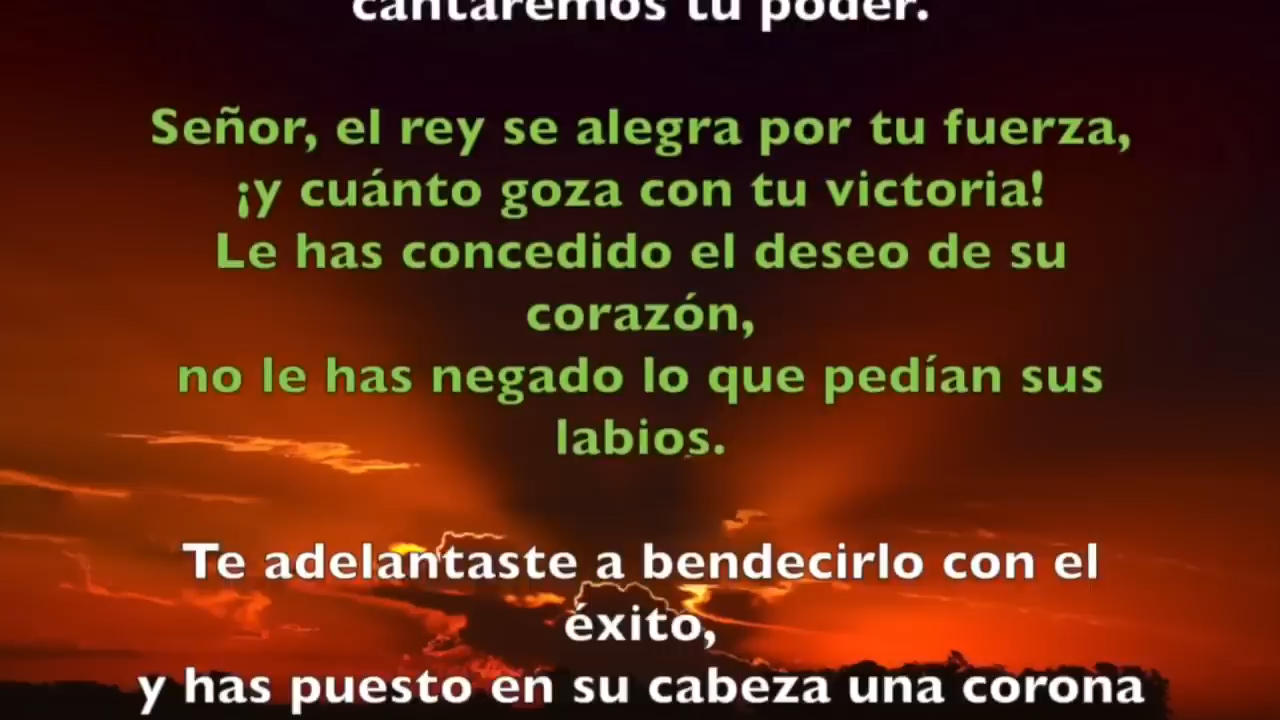 cantaremos tu poder.
Señor, el rey se alegra por tu fuerza,
¡y cuánto goza con tu victoria!
Le has concedido el deseo de su
corazón,
no le has negado lo que pedían sus
labios.
Te adelantaste a bendecirlo con el
éxito,
y has puesto en su cabeza una corona